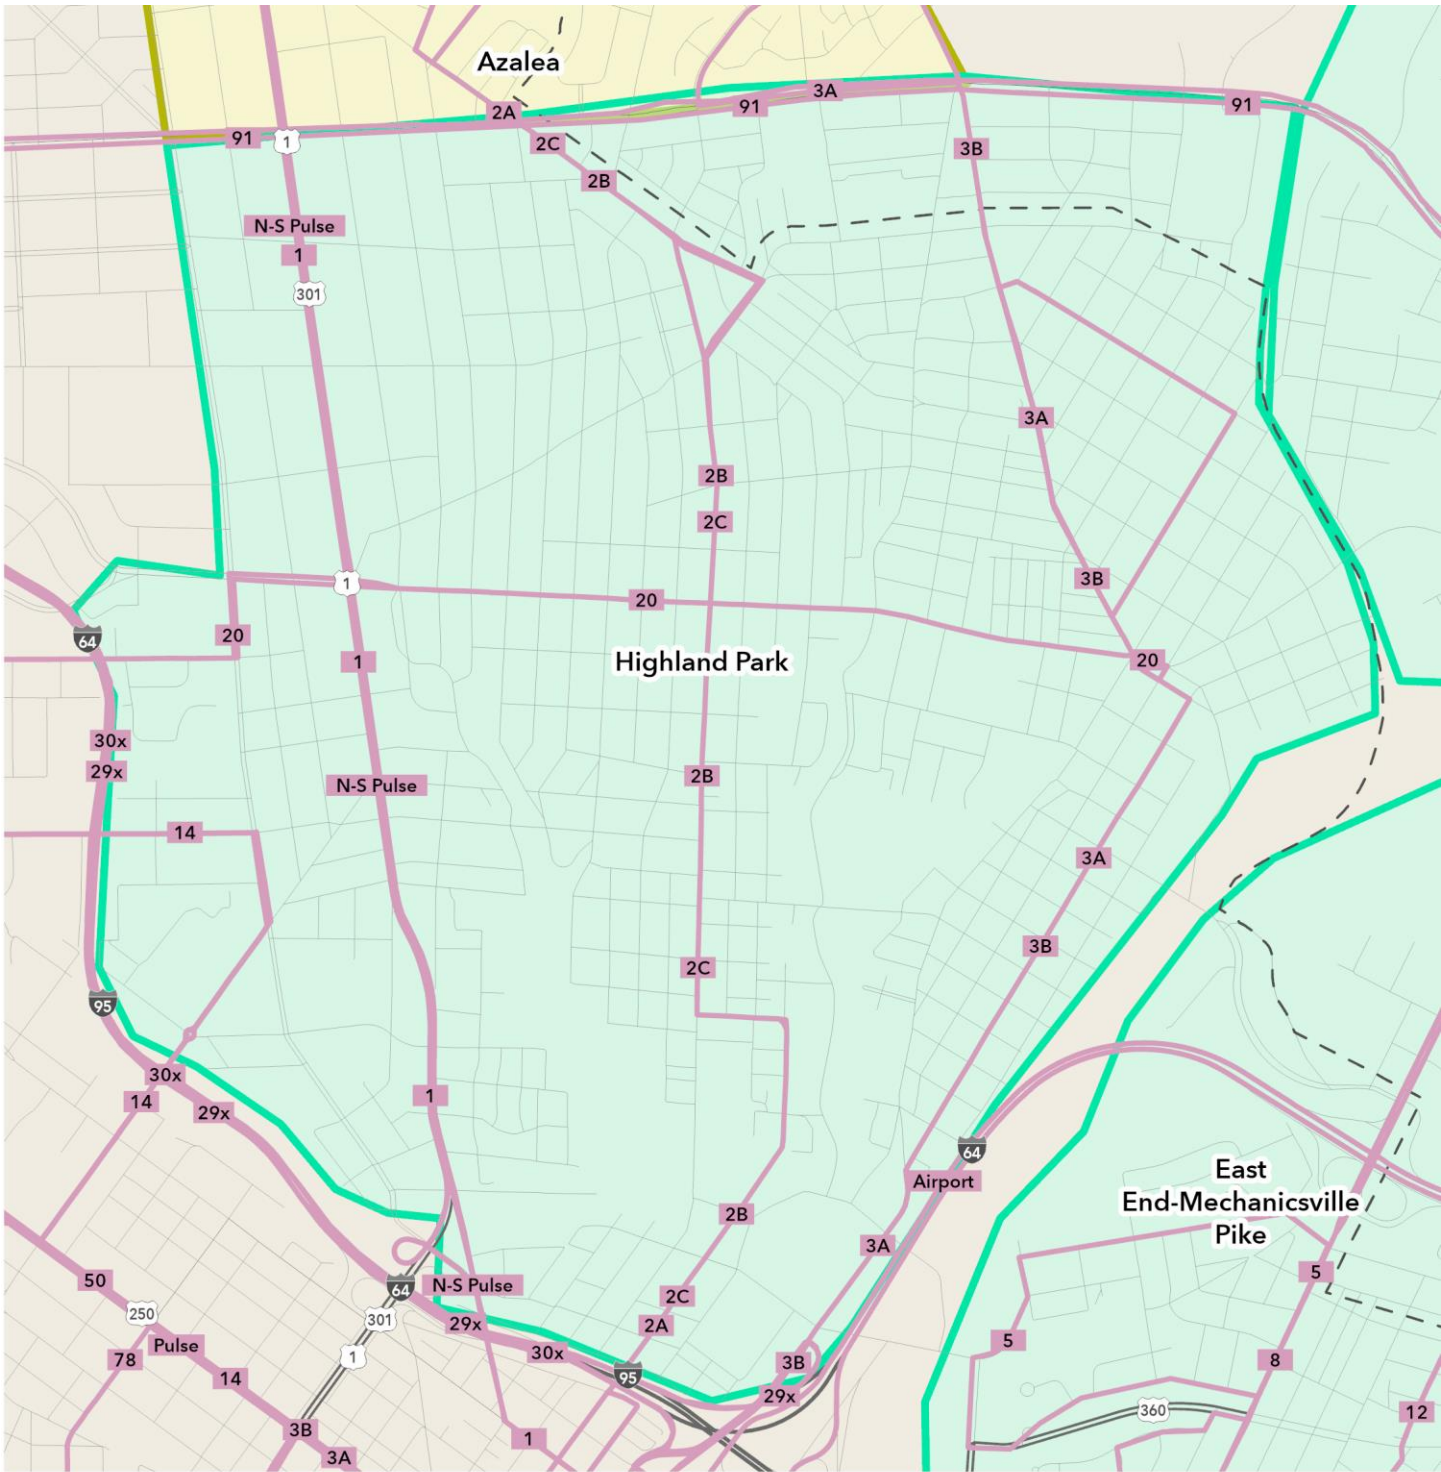 Azalea
3A
2A
91
91
91
1
2C
3B
2B
N-S Pulse
1
301
3A
2B
2C
3B
1
20
20
64
1
Highland Park
20
30x
29x
2B
N-S Pulse
14
3A
3B
2C
95
30x
1
14
29x
64
Airport
East
End-Mechanicsville
Pike
2B
3A
5
50
64
N-S Pulse
2C
250
301
29x
2A
Pulse
1
30x
3B
5
78
14
95
8
29x
360
12
3B
1
3A